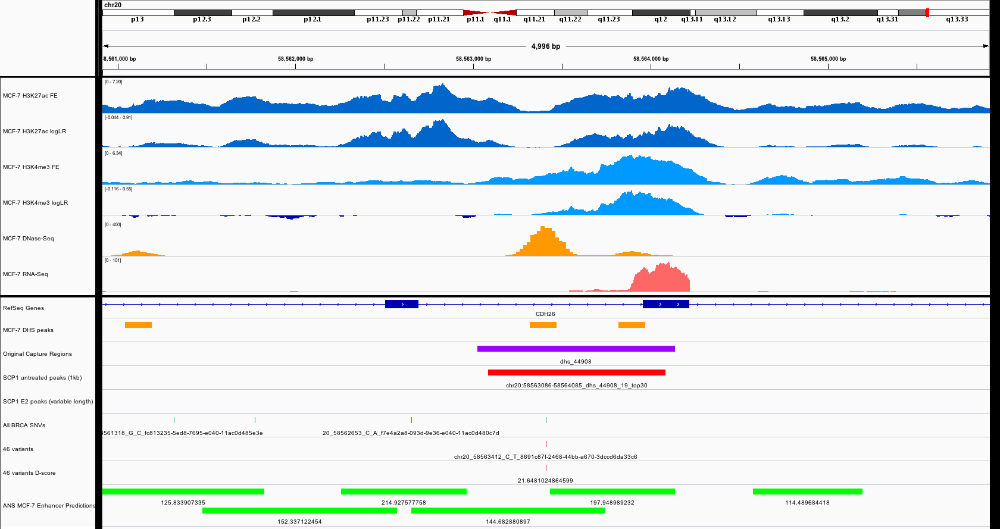 chr20
p13 p12.3 p12.2 p12.1 p11.23 p11.22 p11.21 p11.1 q11.1 q11.21 q11.22 q11.23 q12 q13.11 q13.12 q13.13 q13.2 q13.31 q13.33
4,996 bp
58,561,000 bp 58,562,000 bp 58,563,000 bp 58,564,000 bp 58,565,000 bp
[0 - 7.20]
MCF-7 H3K27ac FE
[-0.044 - 0.91]
MCF-7 H3K27ac logLR
[0 - 6.34]
MCF-7 H3K4me3 FE
[-0.116 - 0.55]
MCF-7 H3K4me3 logLR
[0 - 400]
MCF-7 DNase-Seq
[0 - 101]
MCF-7 RNA-Seq
RefSeq Genes
CDH26
MCF-7 DHS peaks
Original Capture Regions
dhs_44908
SCP1 untreated peaks (1kb)
chr20:58563086-58564085_dhs_44908_19_top30
SCP1 E2 peaks (variable length)
All BRCA SNVs
3561318_G_C_fc813235-5ed8-7695-e040-11ac0d485e3e 20_58562653_C_A_f7e4a2a8-093d-9e36-e040-11ac0d480c7d
46 variants
chr20_58563412_C_T_8691c87f-2468-44bb-a670-3dccd6da33c6
46 variants D-score
21.6481024864599
125.833907335 214.927577758 197.948989232 114.489684418
ANS MCF-7 Enhancer Predictions
152.337122454 144.682880897